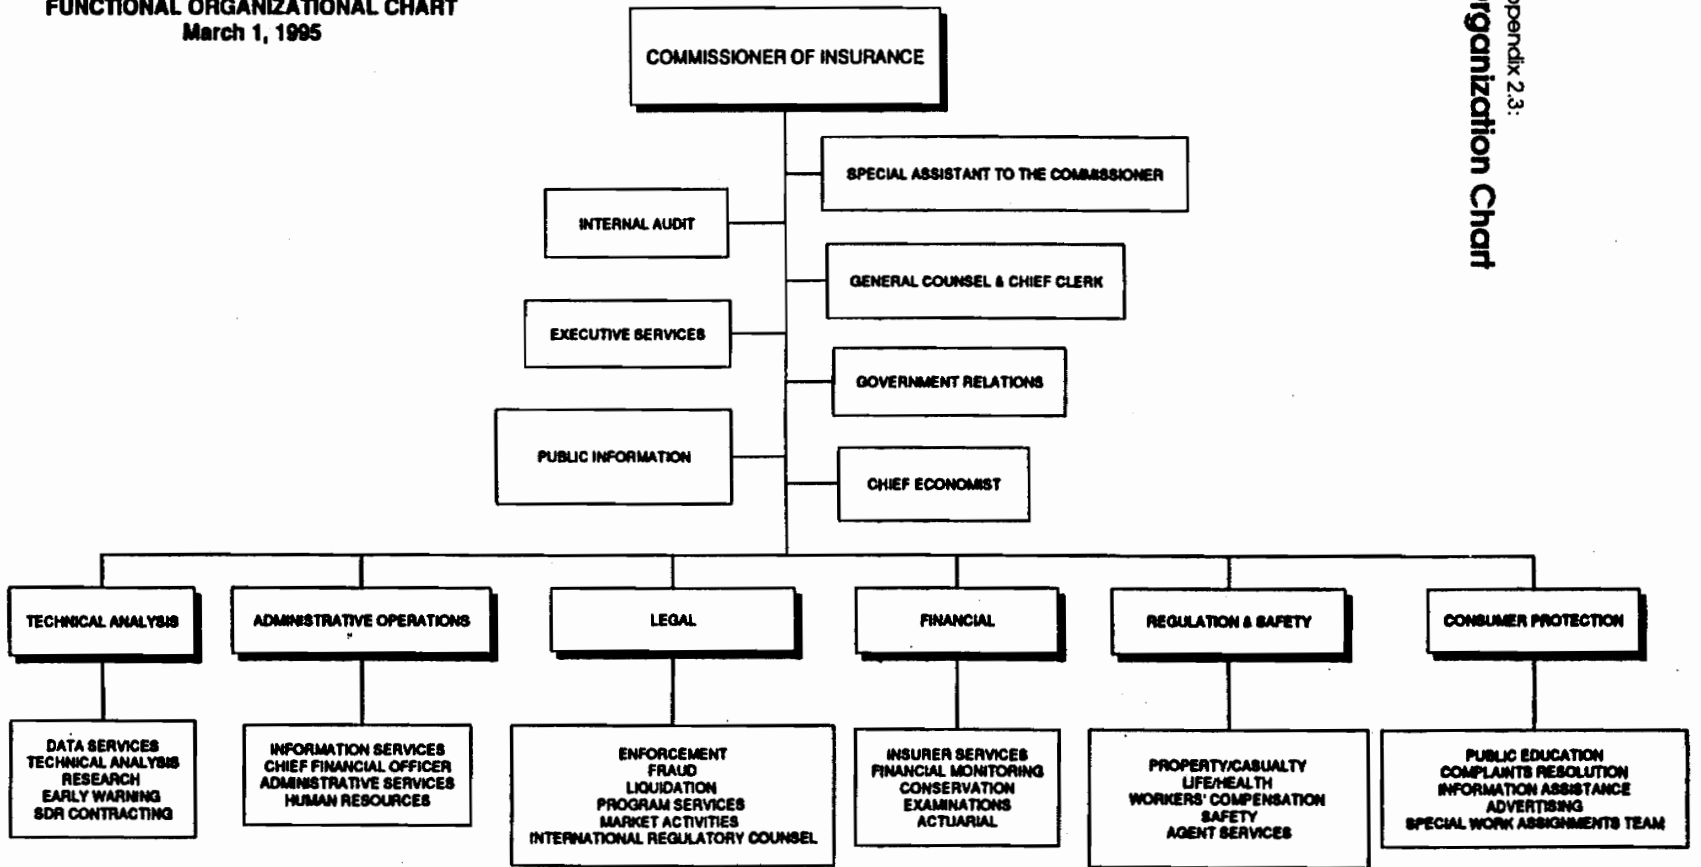 FUNCTIONAL ORGANIZATIONAL CHART
March 1, 1995
ppendix 2.3:
rganization Chart
COMMISSIONER OF INSURANCE
SPECIAL ASSISTANT TO THE COMMISSIONER
INTERNAL AUDIT
GENERAL COUNSEL & CHIEF CLERK
EXECUTIVE SERVICES
GOVERNMENT RELATIONS
PUBLIC INFORMATION
CHIEF ECONOMIST
TECHNICAL ANALYSIS
ADMINISTRATIVE OPERATIONS
LEGAL
FINANCIAL
REGULATION & SAFETY
CONSUMER PROTECTION
DATA SERVICES
TECHNICAL ANALYSIS
RESEARCH
EARLY WARNING
SDR CONTRACTING
INFORMATION SERVICES
CHIEF FINANCIAL OFFICER
ADMINISTRATIVE SERVICES
HUMAN RESOURCES
ENFORCEMENT
FRAUD
LIQUIDATION
PROGRAM SERVICES
MARKET ACTIVITIES
INTERNATIONAL REGULATORY COUNSEL
INSURER SERVICES
FINANCIAL MONITORING
CONSERVATION
EXAMINATIONS
ACTUARIAL
PROPERTY/CASUALTY
LIFE/HEALTH
WORKERS' COMPENSATION
SAFETY
AGENT SERVICES
PUBLIC EDUCATION
COMPLAINTS RESOLUTION
INFORMATION ASSISTANCE
ADVERTISING
SPECIAL WORK ASSIGNMENTS TEAM